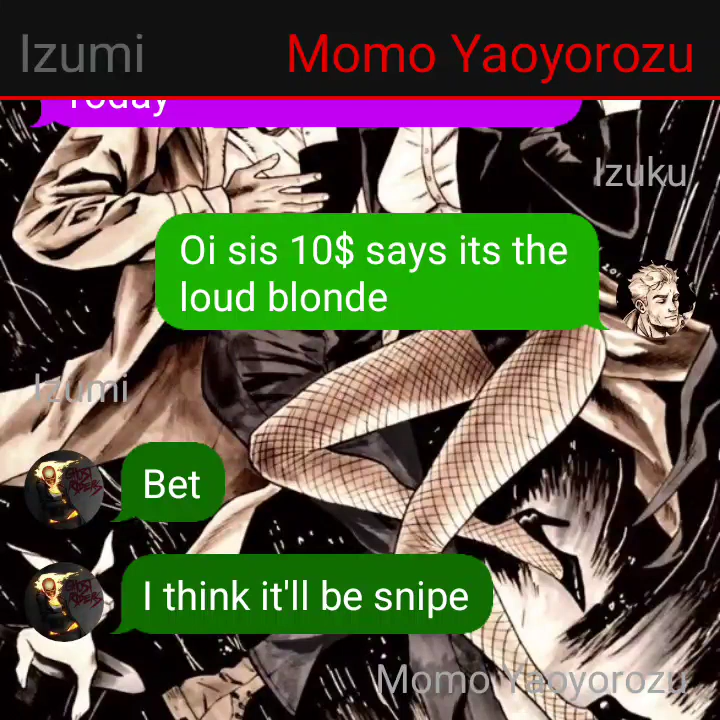 Izumi
Momo Yaoyorozu
Today
Izuku
Oi sis 10$ says its the
loud blonde
Izumi
Bet
I think it'll be snipe
Momo Yaoyorozu